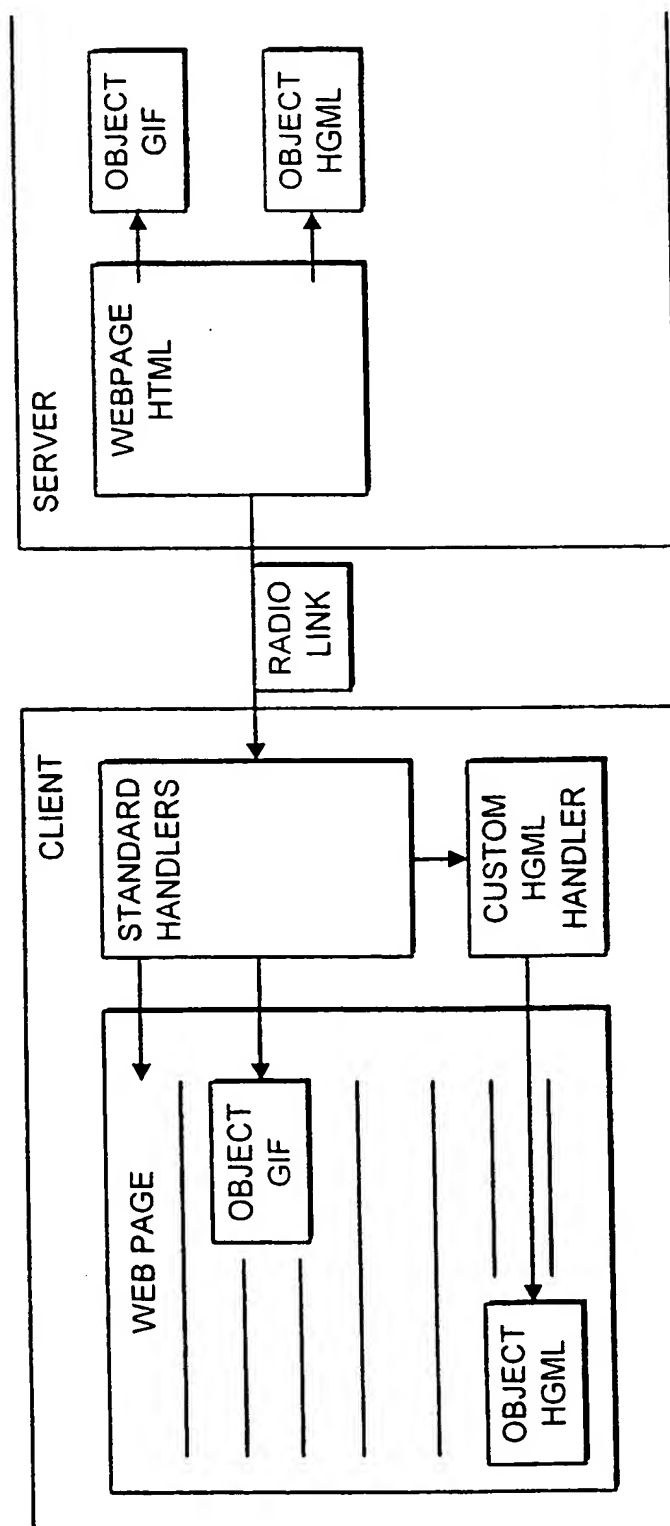 CLIENT
WEB PAGE
OBJECT
GIF
OBJECT
HGML
STANDARD
HANDLERS
CUSTOM
HGML
HANDLER
RADIO
LINK
SERVER
WEBPAGE
HTML
OBJECT
GIF
OBJECT
HGML